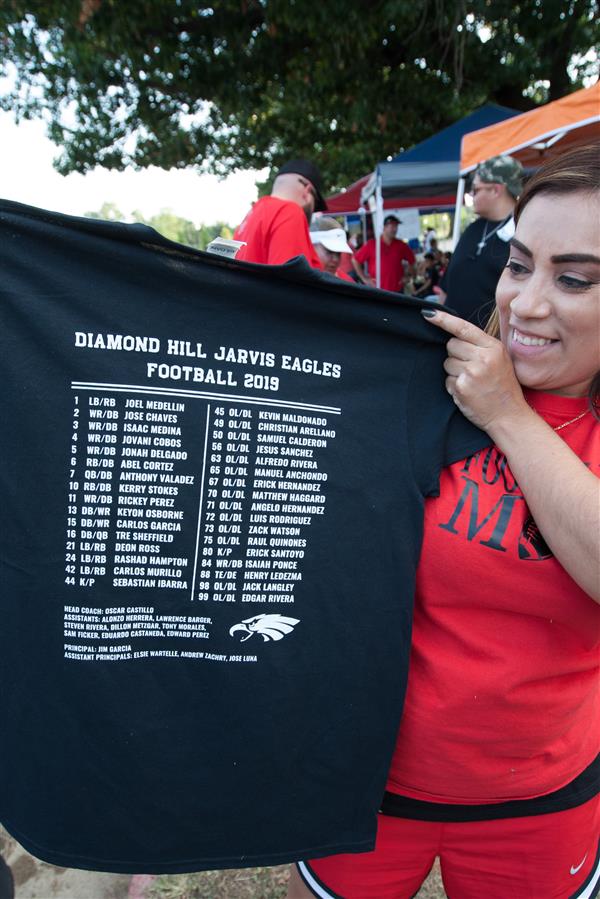 DIAMOND HILL JARVIS EAGLES
FOOTBALL 2019
1 LB/RB JOEL MEDELLIN
2 WR/DB JOSE CHAVES
3 WR/DB ISAAC MEDINA
4 WR/DB JOVANI COBOS
5 WR/DB JONAH DELGADO
6 RB/DB ABEL CORTEZ
7 QB/DB ANTHONY VALADEZ
10 RB/DB KERRY STOKES
11 WR/DB RICKEY PEREZ
13 DB/WR KEYON OSBORNE
15 DB/WR CARLOS GARCIA
16 DB/QB TRE SHEFFIELD
21 LB/RB DEON ROSS
24 LB/RB RASHAD HAMPTON
42 LB/RB CARLOS MURILLO
44 K/P SEBASTIAN IBARRA
45 OL/DL KEVIN MALDONADO
49 OL/DL CHRISTIAN ARELLANO
50 OL/DL SAMUEL CALDERON
56 OL/DL JESUS SANCHEZ
63 OL/DL ALFREDO RIVERA
65 OL/DL MANUEL ANCHONDO
67 OL/DL ERICK HERNANDEZ
70 OL/DL MATTHEW HAGGARD
71 OL/DL ANGELO HERNANDEZ
72 OL/DL LUIS RODRIGUEZ
73 OL/DL ZACK WATSON
75 OL/DL RAUL QUINONES
80 K/P ERICK SANTOYO
84 WR/DB ISAIAH PONCE
88 TE/DE HENRY LEDEZMA
98 OL/DL JACK LANGLEY
99 OL/DL EDGAR RIVERA
HEAD COACH: OSCAR CASTILLO
ASSISTANTS: ALONZO HERRERA, LAWRENCE BARGER,
STEVEN RIVERA, DILLON METZGAR, TONY MORALES,
SAM FICKER, EDUARDO CASTANEDA, EDWARD PEREZ
PRINCIPAL: JIM GARCIA
ASSISTANT PRINCIPALS: ELSIE WARTELLE, ANDREW ZACHRY, JOSE LUNA